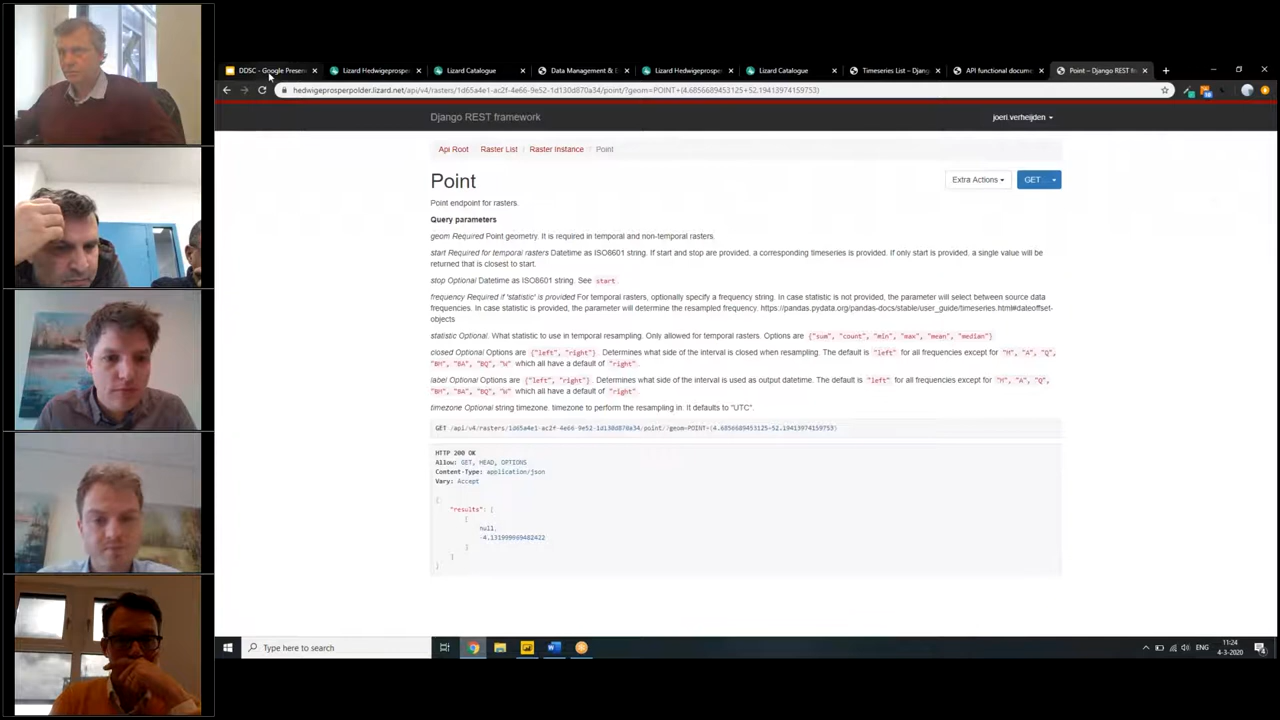 DDSC - Google Presen
Lizard Hedwigeprosper
Lizard Catalogue
Data Management & E
Lizard Hedwigeprosper
Lizard Catalogue
Timeseries List – Djang
API functional docume
Point – Django REST fr
hedwigeprosperpolder.lizard.net/api/v4/rasters/1d65a4e1-ac2f-4e66-9e52-1d130d870a34/point/?geom=POINT+(4.6856689453125+52.19413974159753)
Django REST framework
joeri.verheijden
Api Root / Raster List / Raster Instance / Point
Point
Extra Actions
GET
Point endpoint for rasters.
Query parameters
geom Required Point geometry. It is required in temporal and non-temporal rasters.
start Required for temporal rasters Datetime as ISO8601 string. If start and stop are provided, a corresponding timeseries is provided. If only start is provided, a single value will be
returned that is closest to start.
stop Optional Datetime as ISO8601 string. See start.
frequency Required if 'statistic' is provided For temporal rasters, optionally specify a frequency string. In case statistic is not provided, the parameter will select between source data
frequencies. In case statistic is provided, the parameter will determine the resampling frequency. https://pandas.pydata.org/pandas-docs/stable/user_guide/timeseries.html#dateoffset-
objects
statistic Optional. What statistic to use in temporal resampling. Only allowed for temporal rasters. Options are {"sum", "count", "min", "max", "mean", "median"}
closed Optional Options are {"left", "right"}. Determines what side of the interval is closed when resampling. The default is "left" for all frequencies except for "M", "A", "Q",
"BM", "BA", "BQ", "W" which all have a default of "right".
label Optional Options are {"left", "right"}. Determines what side of the interval is used as output datetime. The default is "left" for all frequencies except for "M", "A", "Q",
"BM", "BA", "BQ", "W" which all have a default of "right".
timezone Optional string timezone. timezone to perform the resampling in. It defaults to "UTC".
GET /api/v4/rasters/1d65a4e1-ac2f-4e66-9e52-1d130d870a34/point/?geom=POINT+(4.6856689453125+52.19413974159753)
HTTP 200 OK
Allow: GET, HEAD, OPTIONS
Content-Type: application/json
Vary: Accept
{
"results": [
[
null,
-4.131999969482422
]
]
}
Type here to search
ENG
11:24
4-3-2020